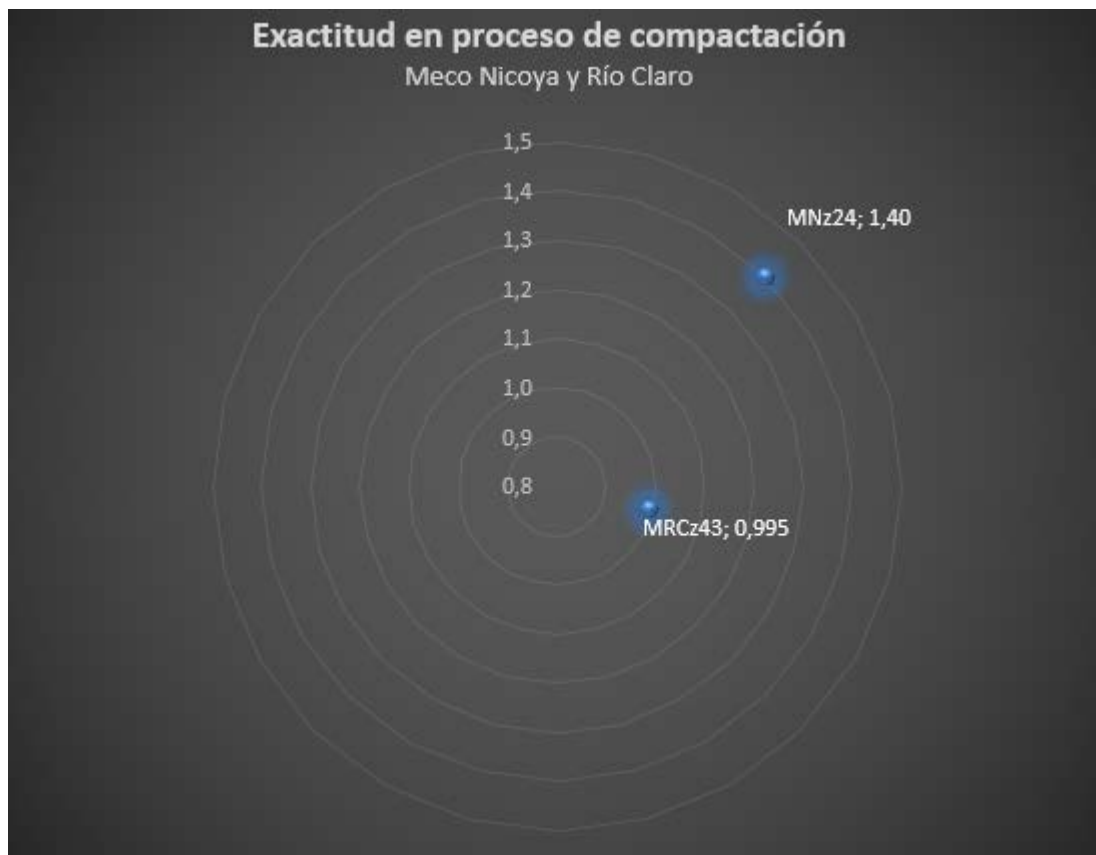 Exactitud en proceso de compactación
Meco Nicoya y Río Claro
1,5
1,4
MNz24; 1,40
1,3
1,2
1,1
1,0
0,9
0,8
MRCz43; 0,995